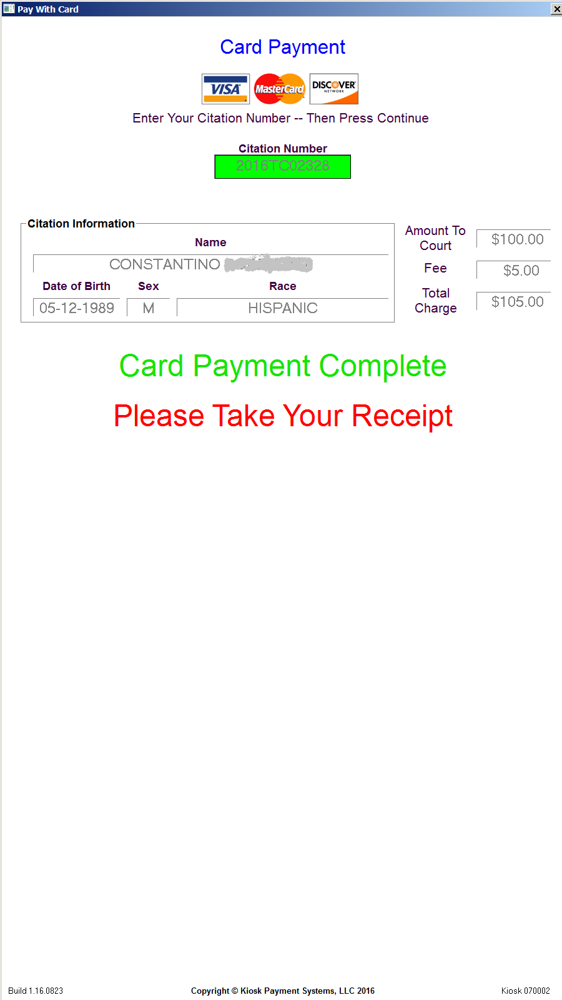 Pay With Card
Card Payment
VISA MasterCard DISCOVER
NETWORK
Enter Your Citation Number -- Then Press Continue
Citation Number
2016TC02328
Citation Information
Name
CONSTANTINO
Date of Birth Sex Race
05-12-1989 M HISPANIC
Amount To
Court
$100.00
Fee $5.00
Total
Charge
$105.00
Card Payment Complete
Please Take Your Receipt
Build 1.16.0823 Copyright © Kiosk Payment Systems, LLC 2016 Kiosk 070002